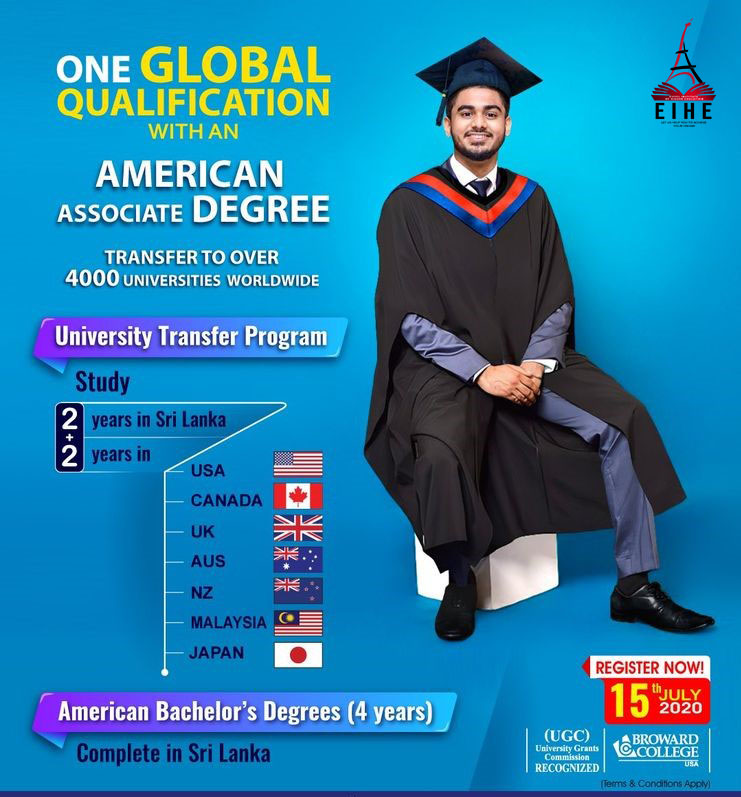 ONE GLOBAL
QUALIFICATION
WITH AN
AMERICAN
ASSOCIATE DEGREE
TRANSFER TO OVER
4000 UNIVERSITIES WORLDWIDE
University Transfer Program
Study
2 years in Sri Lanka
+
2 years in
USA
CANADA
UK
AUS
NZ
MALAYSIA
JAPAN
American Bachelor's Degrees (4 years)
Complete in Sri Lanka
EIHE
REGISTER NOW!
15th JULY
2020
(UGC)
University Grants
Commission
RECOGNIZED
BROWARD
COLLEGE
USA
(Terms & Conditions Apply)